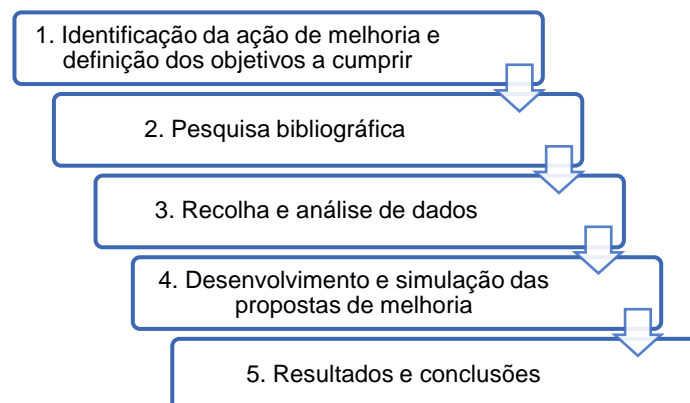 1. Identificação da ação de melhoria e
definição dos objetivos a cumprir
2. Pesquisa bibliográfica
3. Recolha e análise de dados
4. Desenvolvimento e simulação das
propostas de melhoria
5. Resultados e conclusões